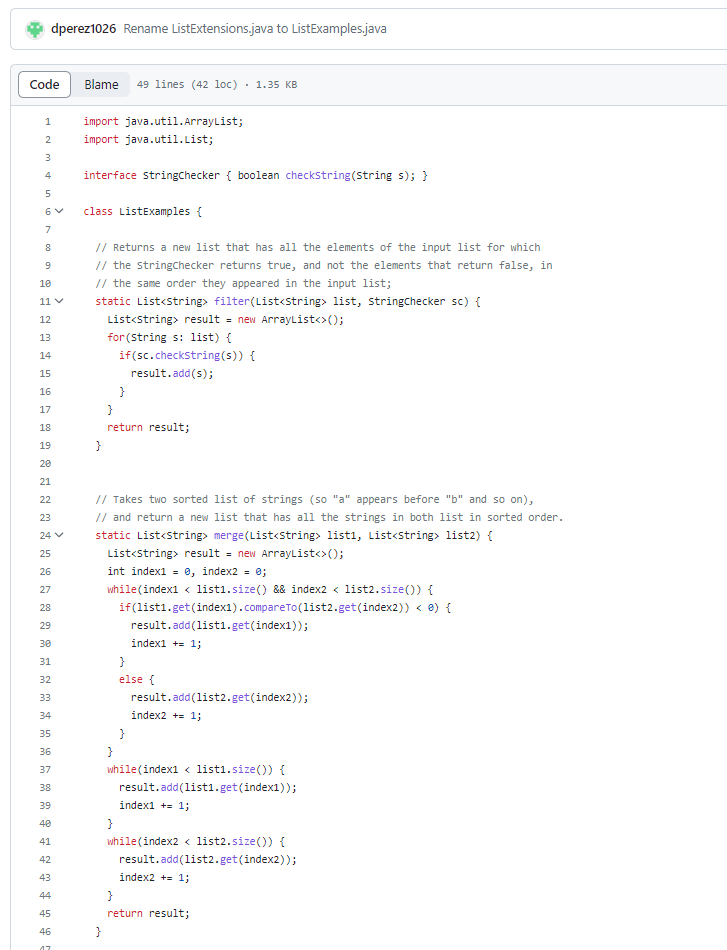 dperez1026 Rename ListExtensions.java to ListExamples.java
Code Blame 49 lines (42 loc) · 1.35 KB
1 import java.util.ArrayList;
2 import java.util.List;
3
4 interface StringChecker { boolean checkString(String s); }
5
6 class ListExamples {
7
8   // Returns a new list that has all the elements of the input list for which
9   // the StringChecker returns true, and not the elements that return false, in
10   // the same order they appeared in the input list;
11   static List<String> filter(List<String> list, StringChecker sc) {
12     List<String> result = new ArrayList<>();
13     for(String s: list) {
14       if(sc.checkString(s)) {
15         result.add(s);
16       }
17     }
18     return result;
19   }
20
21
22   // Takes two sorted list of strings (so "a" appears before "b" and so on),
23   // and return a new list that has all the strings in both list in sorted order.
24   static List<String> merge(List<String> list1, List<String> list2) {
25     List<String> result = new ArrayList<>();
26     int index1 = 0, index2 = 0;
27     while(index1 < list1.size() && index2 < list2.size()) {
28       if(list1.get(index1).compareTo(list2.get(index2)) < 0) {
29         result.add(list1.get(index1));
30         index1 += 1;
31       }
32       else {
33         result.add(list2.get(index2));
34         index2 += 1;
35       }
36     }
37     while(index1 < list1.size()) {
38       result.add(list1.get(index1));
39       index1 += 1;
40     }
41     while(index2 < list2.size()) {
42       result.add(list2.get(index2));
43       index2 += 1;
44     }
45     return result;
46   }
47